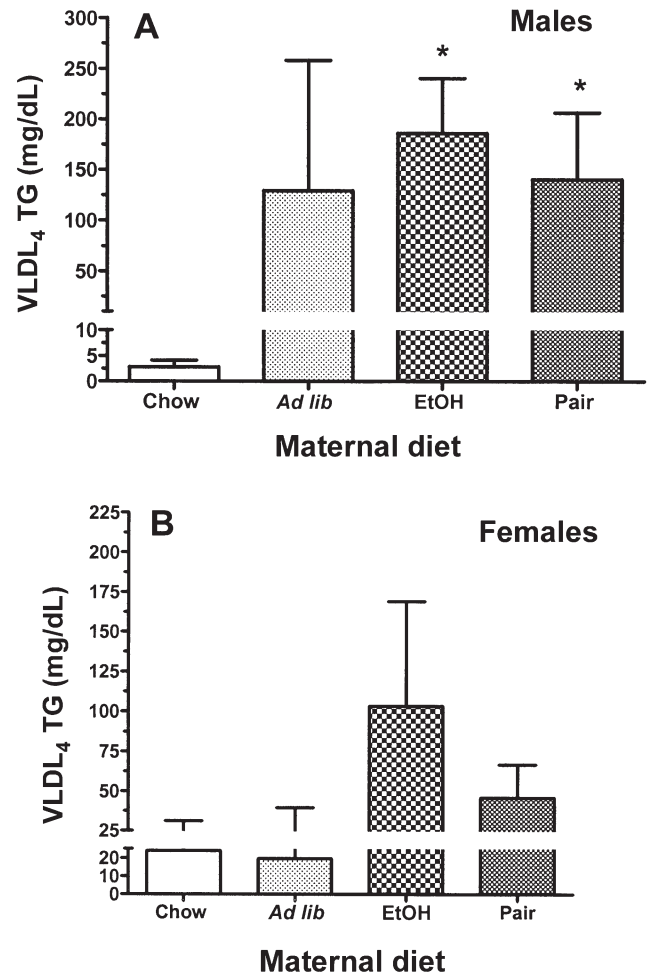 A
Males
VLDL4 TG (mg/dL)
300
250
200
150
100
50
10
5
0
*
*
Chow Ad lib EtOH Pair
Maternal diet
B
Females
VLDL4 TG (mg/dL)
225
200
175
150
125
100
75
50
25
20
10
0
Chow Ad lib EtOH Pair
Maternal diet